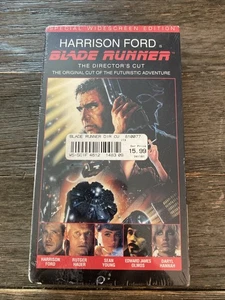 SPECIAL WIDESCREEN EDITION
HARRISON FORD IS
BLADE RUNNER
THE DIRECTOR'S CUT
THE ORIGINAL CUT OF THE FUTURISTIC ADVENTURE
BLADE RUNNER
15.99
HARRISON FORD
RUTGER HAUER
SEAN YOUNG
EDWARD JAMES OLMOS
DARYL HANNAH